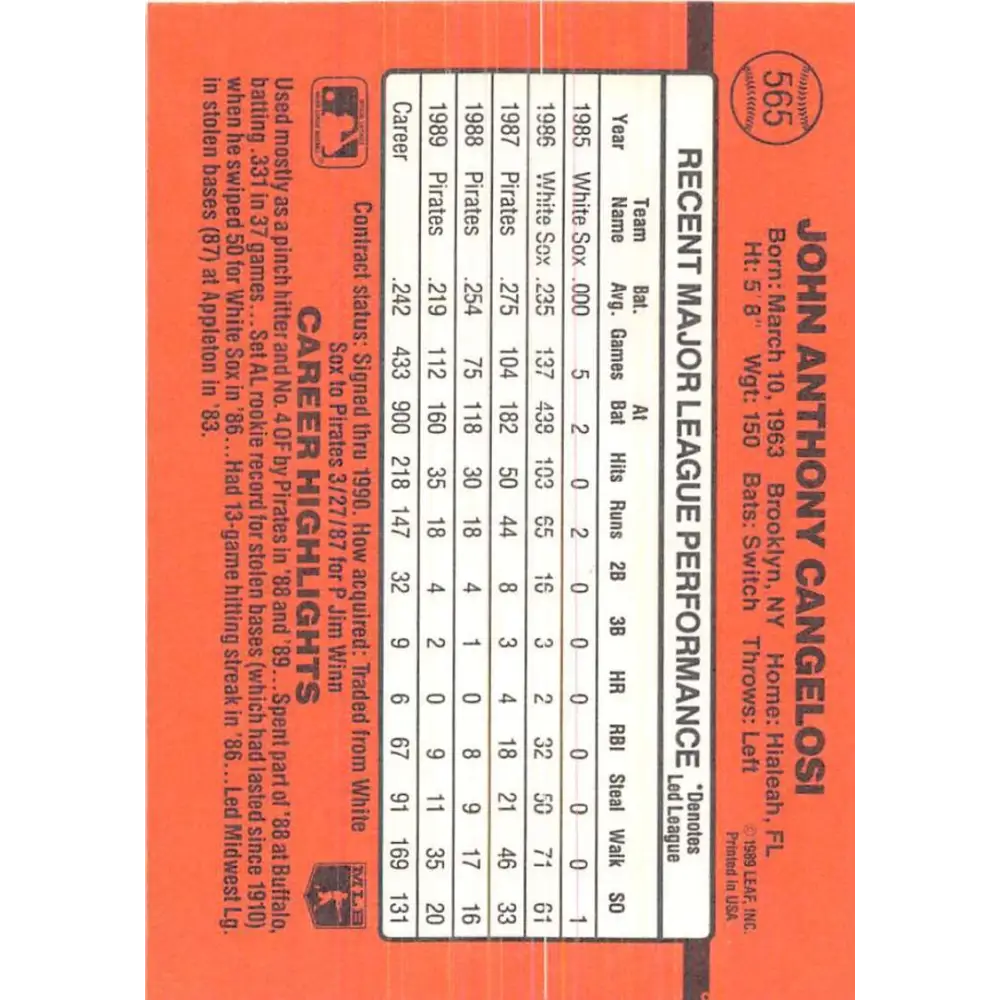 565
JOHN ANTHONY CANGELOSI
Born: March 10, 1963 Brooklyn, NY Home: Hialeah, FL
Ht: 5' 8" Wgt: 150 Bats: Switch Throws: Left
© 1989 LEAF, INC.
Printed in USA
RECENT MAJOR LEAGUE PERFORMANCE
*Denotes
Led League
Year Team Name Bat. Avg. Games At Bat Hits Runs 2B 3B HR RBI Steal Walk SO
1985 White Sox .000 5 2 0 2 0 0 0 0 0 0 1
1986 White Sox .235 137 438 103 65 16 3 2 32 50 71 61
1987 Pirates .275 104 182 50 44 8 3 4 18 21 46 33
1988 Pirates .254 75 118 30 18 4 1 0 8 9 17 16
1989 Pirates .219 112 160 35 18 4 2 0 9 11 35 20
Career .242 433 900 218 147 32 9 6 67 91 169 131
Contract status: Signed thru 1990. How acquired: Traded from White
Sox to Pirates 3/27/87 for P Jim Winn
CAREER HIGHLIGHTS
MLB
Used mostly as a pinch hitter and No. 4 OF by Pirates in '88 and '89...Spent part of '88 at Buffalo,
batting .331 in 37 games...Set AL rookie record for stolen bases (which had lasted since 1910)
when he swiped 50 for White Sox in '86...Had 13-game hitting streak in '86...Led Midwest Lg.
in stolen bases (87) at Appleton in '83.